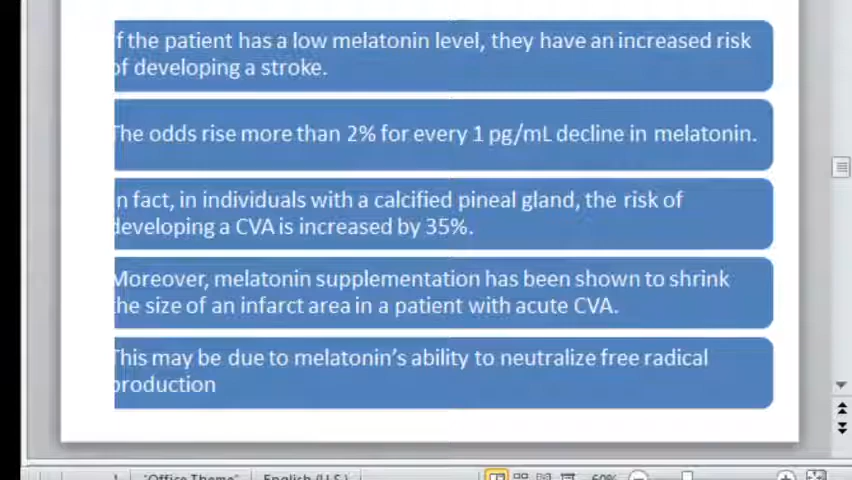 If the patient has a low melatonin level, they have an increased risk
of developing a stroke.
The odds rise more than 2% for every 1 pg/mL decline in melatonin.
In fact, in individuals with a calcified pineal gland, the risk of
developing a CVA is increased by 35%.
Moreover, melatonin supplementation has been shown to shrink
the size of an infarct area in a patient with acute CVA.
This may be due to melatonin's ability to neutralize free radical
production
"Office Theme" English (U.S.) 60%